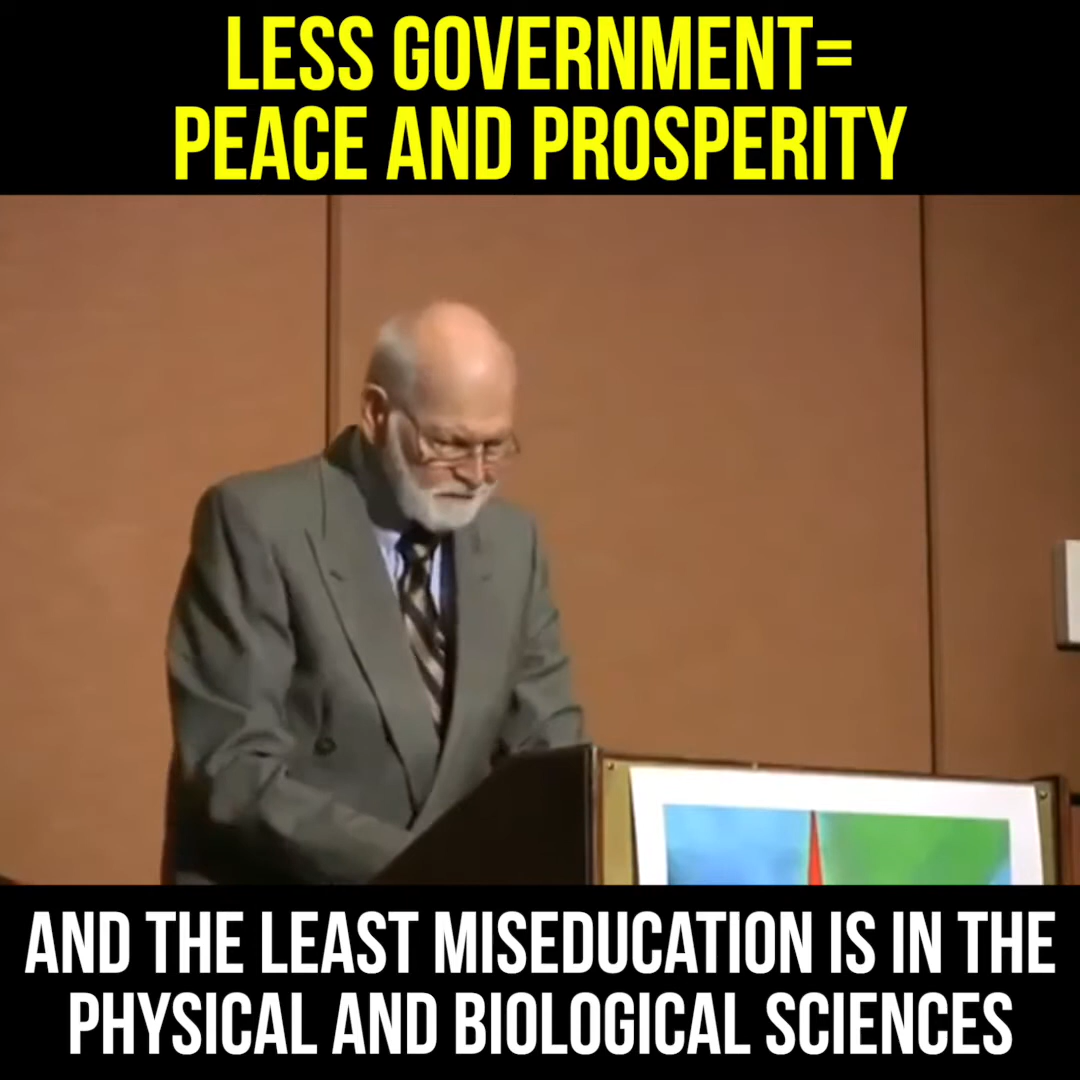 LESS GOVERNMENT=
PEACE AND PROSPERITY
AND THE LEAST MISEDUCATION IS IN THE
PHYSICAL AND BIOLOGICAL SCIENCES